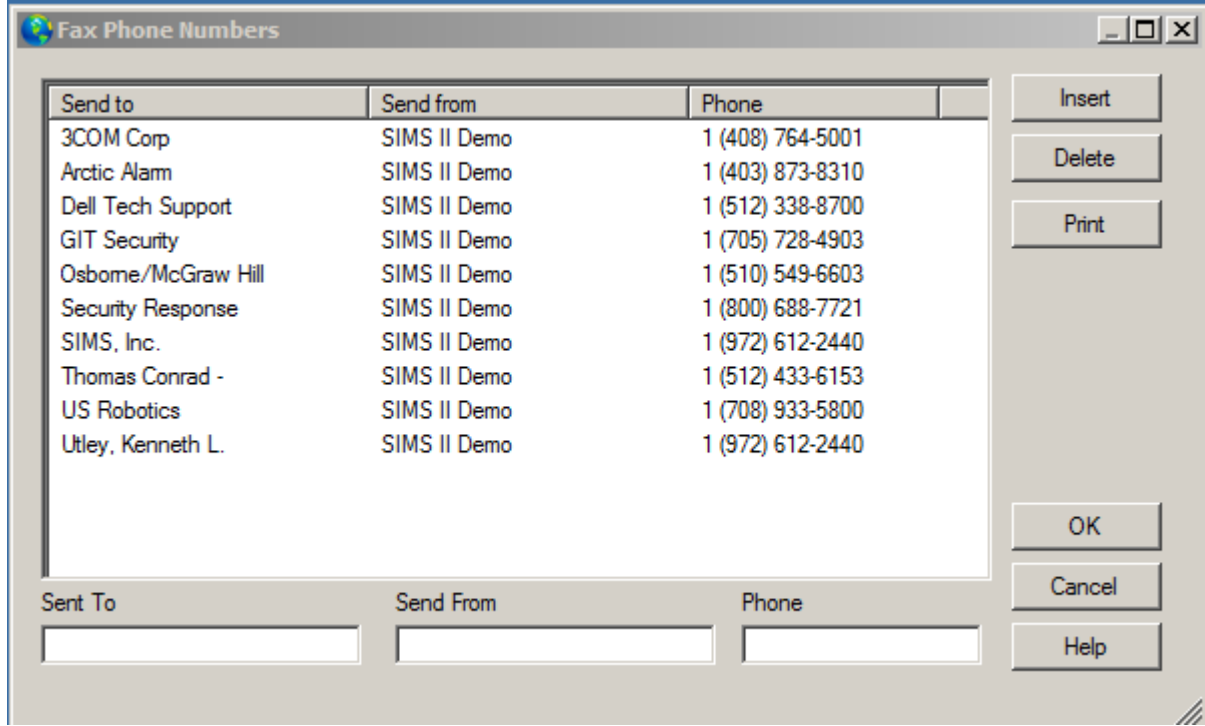 Fax Phone Numbers
Send to Send from Phone
3COM Corp SIMS II Demo 1 (408) 764-5001
Arctic Alarm SIMS II Demo 1 (403) 873-8310
Dell Tech Support SIMS II Demo 1 (512) 338-8700
GIT Security SIMS II Demo 1 (705) 728-4903
Osborne/McGraw Hill SIMS II Demo 1 (510) 549-6603
Security Response SIMS II Demo 1 (800) 688-7721
SIMS, Inc. SIMS II Demo 1 (972) 612-2440
Thomas Conrad - SIMS II Demo 1 (512) 433-6153
US Robotics SIMS II Demo 1 (708) 933-5800
Utley, Kenneth L. SIMS II Demo 1 (972) 612-2440
Sent To Send From Phone
Insert
Delete
Print
OK
Cancel
Help